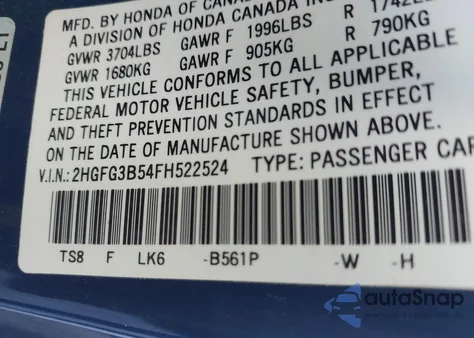 MFD. BY HONDA OF CANADA
A DIVISION OF HONDA CANADA INC.
GVWR 3704LBS GAWR F 1996LBS R
GVWR 1680KG GAWR F 905KG R 790KG
THIS VEHICLE CONFORMS TO ALL APPLICABLE
FEDERAL MOTOR VEHICLE SAFETY, BUMPER,
AND THEFT PREVENTION STANDARDS IN EFFECT
ON THE DATE OF MANUFACTURE SHOWN ABOVE.
V.I.N.: 2HGFG3B54FH522524 TYPE: PASSENGER CAR
TS8 F LK6 -B561P -W -H
autoSnap